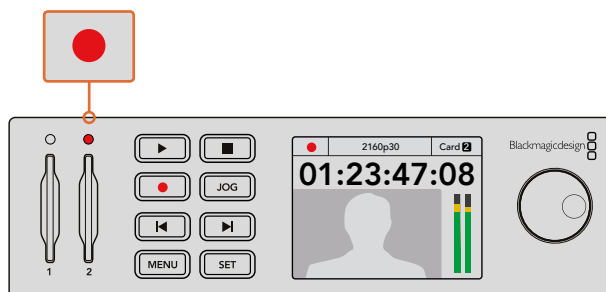 2160p30 Card 2
01:23:47:08
Blackmagicdesign
JOG
MENU SET
1 2